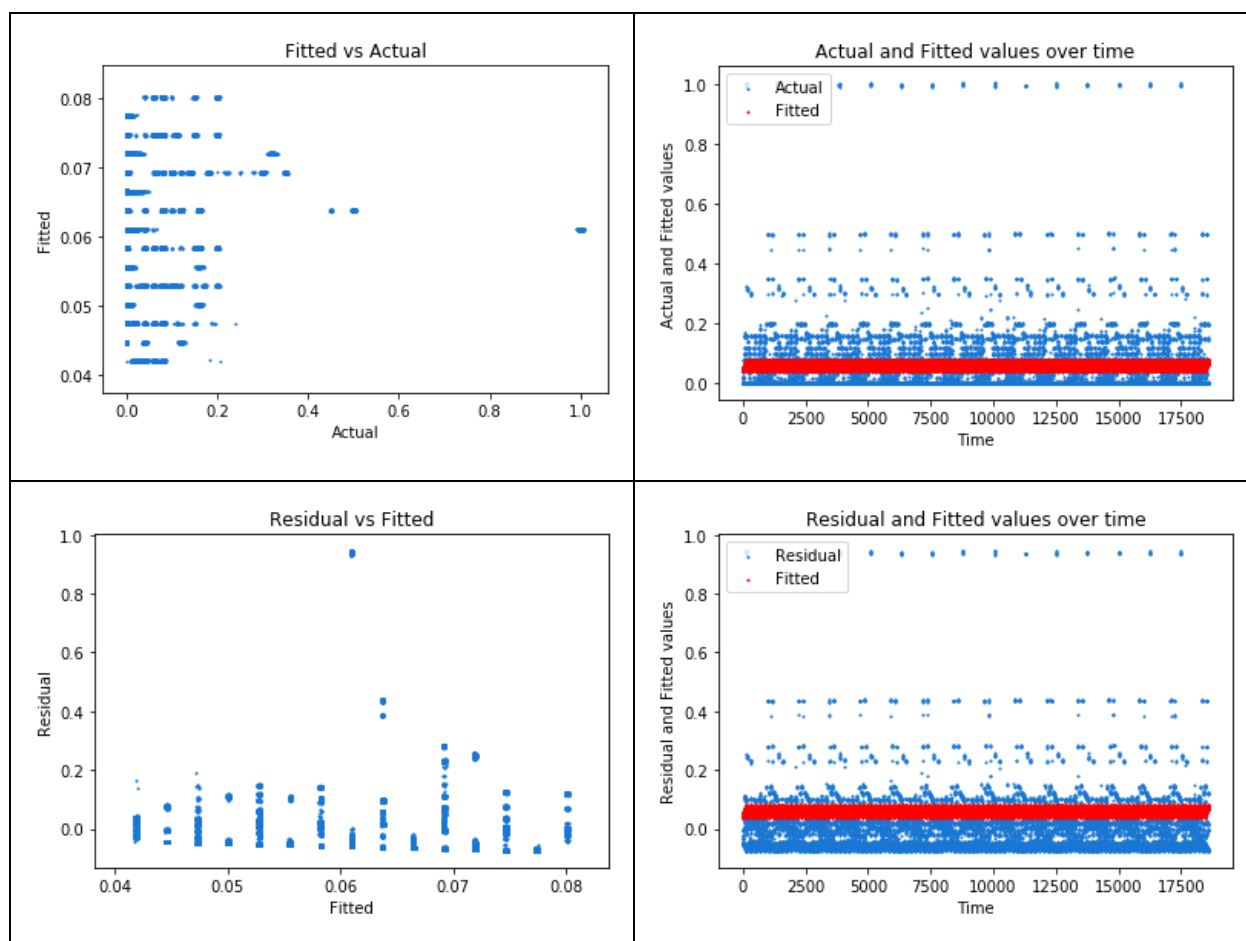 Fitted vs Actual
0.08
0.07
0.06
0.05
0.04
Fitted
0.0 0.2 0.4 0.6 0.8 1.0
Actual
Actual and Fitted values over time
1.0
0.8
0.6
0.4
0.2
0.0
Actual and Fitted values
Actual
Fitted
0 2500 5000 7500 10000 12500 15000 17500
Time
Residual vs Fitted
1.0
0.8
0.6
0.4
0.2
0.0
Residual
0.04 0.05 0.06 0.07 0.08
Fitted
Residual and Fitted values over time
1.0
0.8
0.6
0.4
0.2
0.0
Residual and Fitted values
Residual
Fitted
0 2500 5000 7500 10000 12500 15000 17500
Time